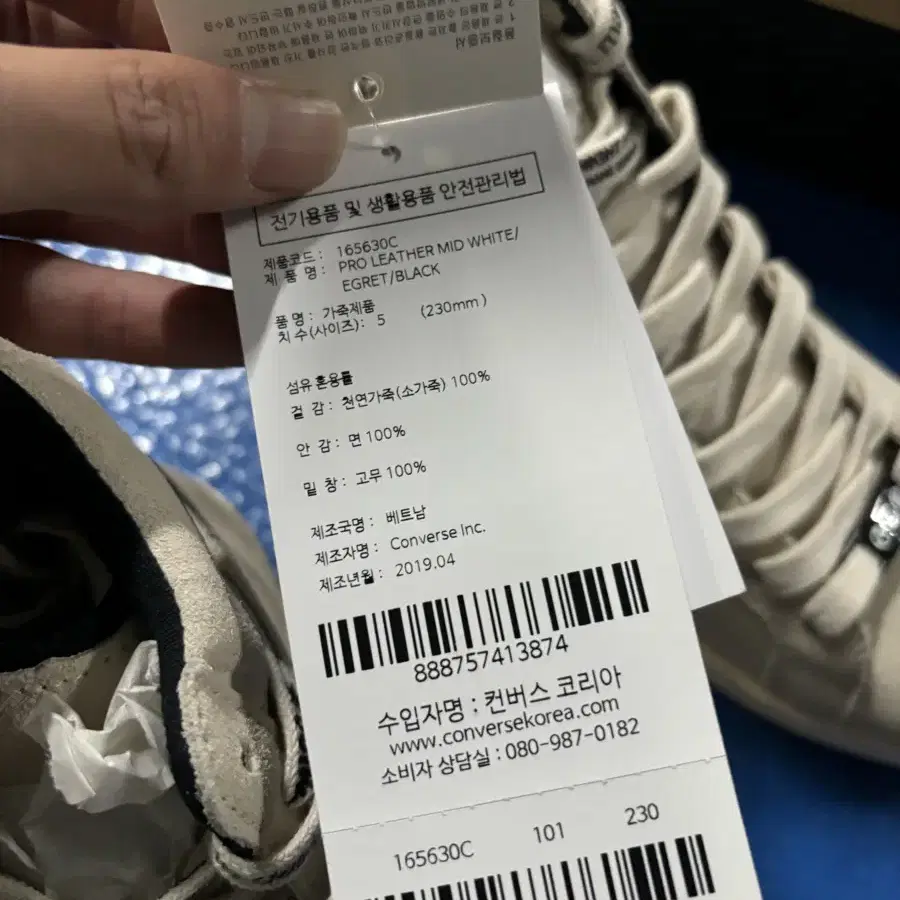 품질보증서
전기용품 및 생활용품 안전관리법
제품코드 : 165630C
제 품 명 : PRO LEATHER MID WHITE/
EGRET/BLACK
품 명 : 가죽제품
치 수(사이즈) : 5 (230mm)
섬유 혼용률
겉 감 : 천연가죽(소가죽) 100%
안 감 : 면 100%
밑 창 : 고무 100%
제조국명 : 베트남
제조자명 : Converse Inc.
제조년월 : 2019.04
888757413874
수입자명 : 컨버스 코리아
www.conversekorea.com
소비자 상담실 : 080-987-0182
165630C 101 230